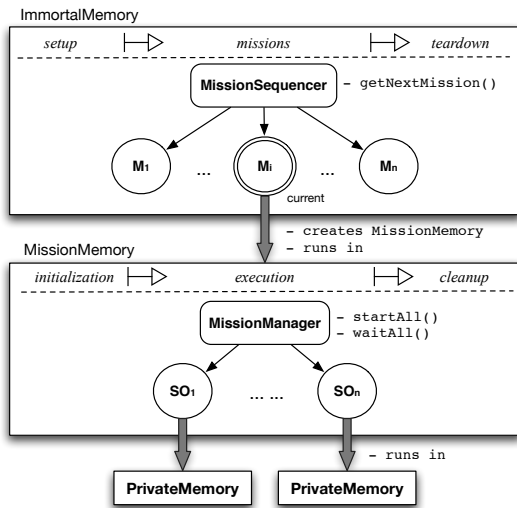 ImmortalMemory
setup missions teardown
MissionSequencer – getNextMission()
M1 ... Mi ... Mn
current
– creates MissionMemory
– runs in
MissionMemory
initialization execution cleanup
MissionManager – startAll()
– waitAll()
SO1 ... ... SOn
– runs in
PrivateMemory PrivateMemory